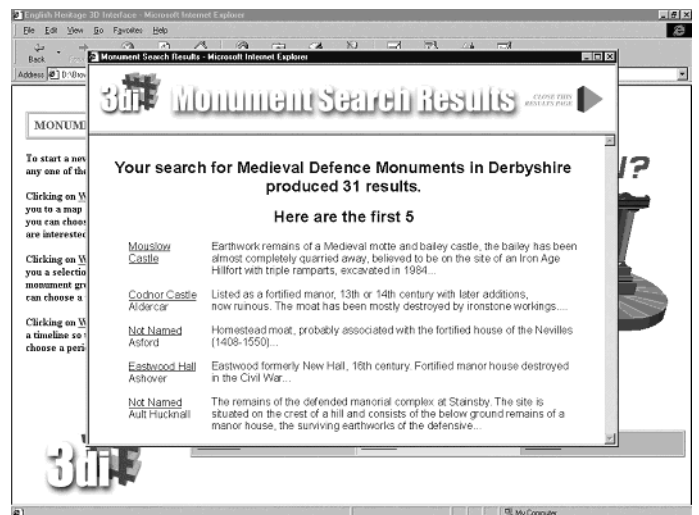 English Heritage 3D Interface - Microsoft Internet Explorer
File Edit View Go Favorites Help
Back
Monument Search Results - Microsoft Internet Explorer
Address D:\Brow
3di Monument Search Results CLOSE THIS RESULTS PAGE
MONUM
?
To start a new
any one of the
Clicking on W
you to a map
you can choos
are interested
Clicking on W
you a selectio
monument gr
can choose a
Clicking on W
a timeline so t
choose a peri
Your search for Medieval Defence Monuments in Derbyshire
produced 31 results.
Here are the first 5
Mouslow
Castle
Earthwork remains of a Medieval motte and bailey castle, the bailey has been
almost completely quarried away, believed to be on the site of an Iron Age
Hillfort with triple ramparts, excavated in 1984...
Codnor Castle
Aldercar
Listed as a fortified manor, 13th or 14th century with later additions,
now ruinous. The moat has been mostly destroyed by ironstone workings....
Not Named
Asford
Homestead moat, probably associated with the fortified house of the Nevilles
(1408-1550)...
Eastwood Hall
Ashover
Eastwood formerly New Hall, 16th century. Fortified manor house destroyed
in the Civil War...
Not Named
Ault Hucknall
The remains of the defended manorial complex at Stainsby. The site is
situated on the crest of a hill and consists of the below ground remains of a
manor house, the surviving earthworks of the defensive...
3di
My Computer